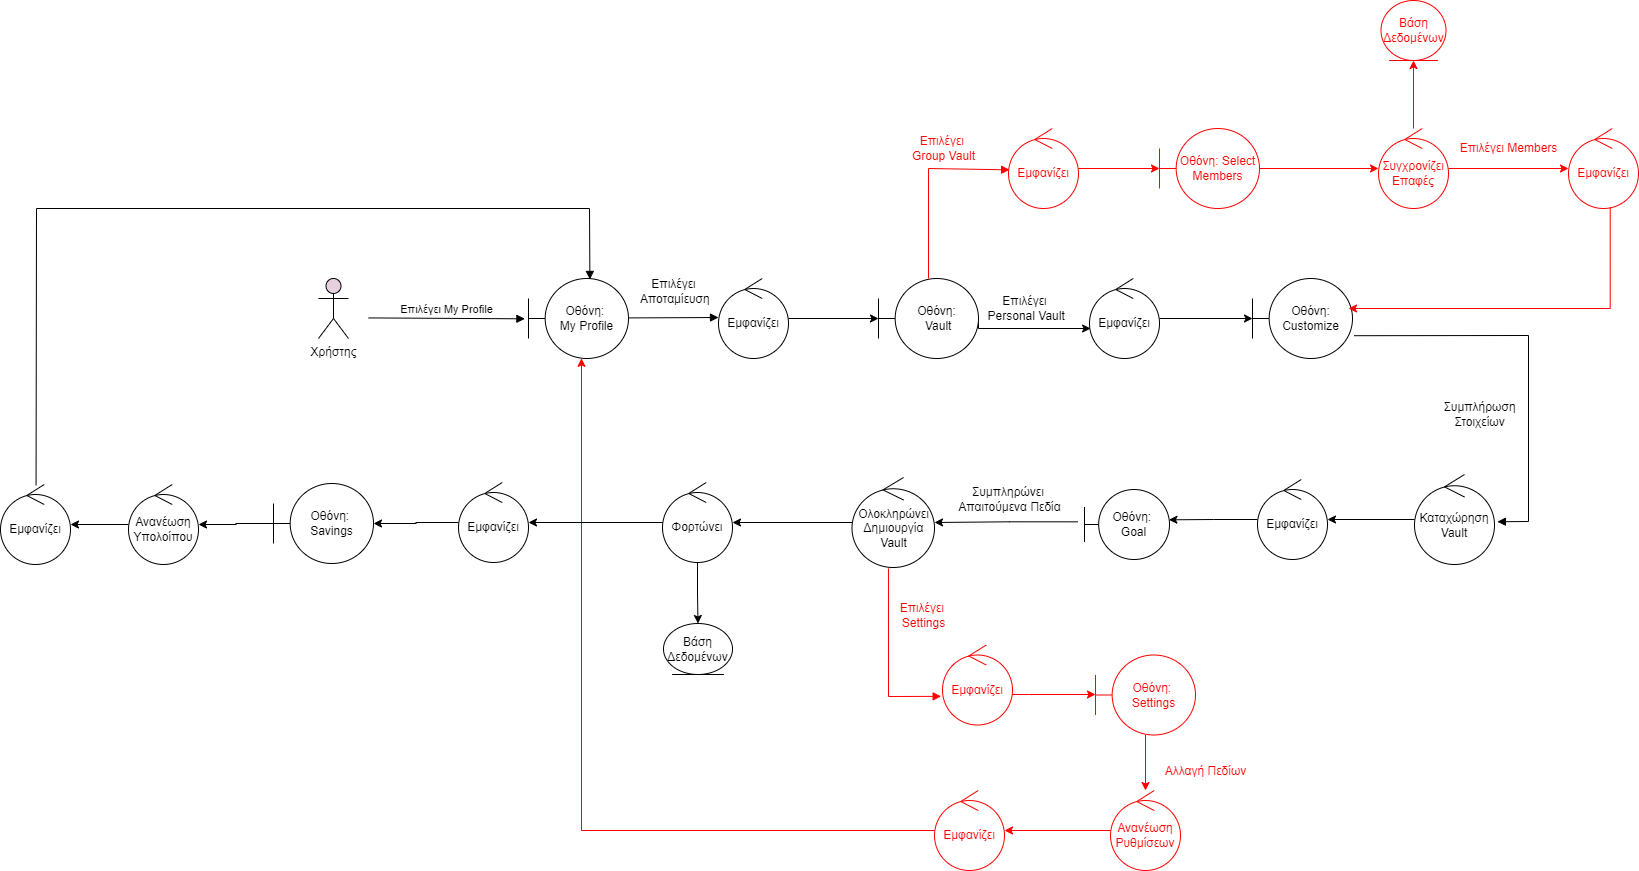 Βάση
Δεδομένων
Επιλέγει
Group Vault
Εμφανίζει
Οθόνη: Select
Members
Συγχρονίζει
Επαφές
Επιλέγει Members
Εμφανίζει
Χρήστης
Επιλέγει My Profile
Οθόνη:
My Profile
Επιλέγει
Αποταμίευση
Εμφανίζει
Οθόνη:
Vault
Επιλέγει
Personal Vault
Εμφανίζει
Οθόνη:
Customize
Συμπλήρωση
Στοιχείων
Εμφανίζει
Ανανέωση
Υπολοίπου
Οθόνη:
Savings
Εμφανίζει
Φορτώνει
Ολοκληρώνει
Δημιουργία
Vault
Συμπληρώνει
Απαιτούμενα Πεδία
Οθόνη:
Goal
Εμφανίζει
Καταχώρηση
Vault
Βάση
Δεδομένων
Επιλέγει
Settings
Εμφανίζει
Οθόνη:
Settings
Αλλαγή Πεδίων
Εμφανίζει
Ανανέωση
Ρυθμίσεων